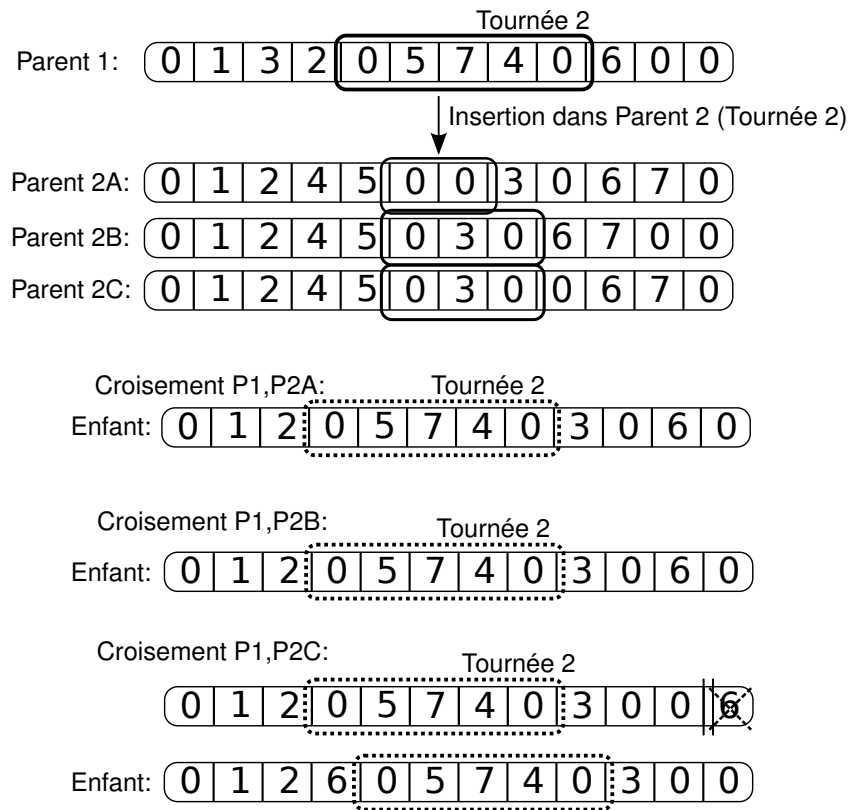 Tournée 2
Parent 1: 0 1 3 2 0 5 7 4 0 6 0 0
Insertion dans Parent 2 (Tournée 2)
Parent 2A: 0 1 2 4 5 0 0 3 0 6 7 0
Parent 2B: 0 1 2 4 5 0 3 0 6 7 0 0
Parent 2C: 0 1 2 4 5 0 3 0 0 6 7 0
Croisement P1,P2A: Tournée 2
Enfant: 0 1 2 0 5 7 4 0 3 0 6 0
Croisement P1,P2B: Tournée 2
Enfant: 0 1 2 0 5 7 4 0 3 0 6 0
Croisement P1,P2C: Tournée 2
0 1 2 0 5 7 4 0 3 0 0 6
Enfant: 0 1 2 6 0 5 7 4 0 3 0 0